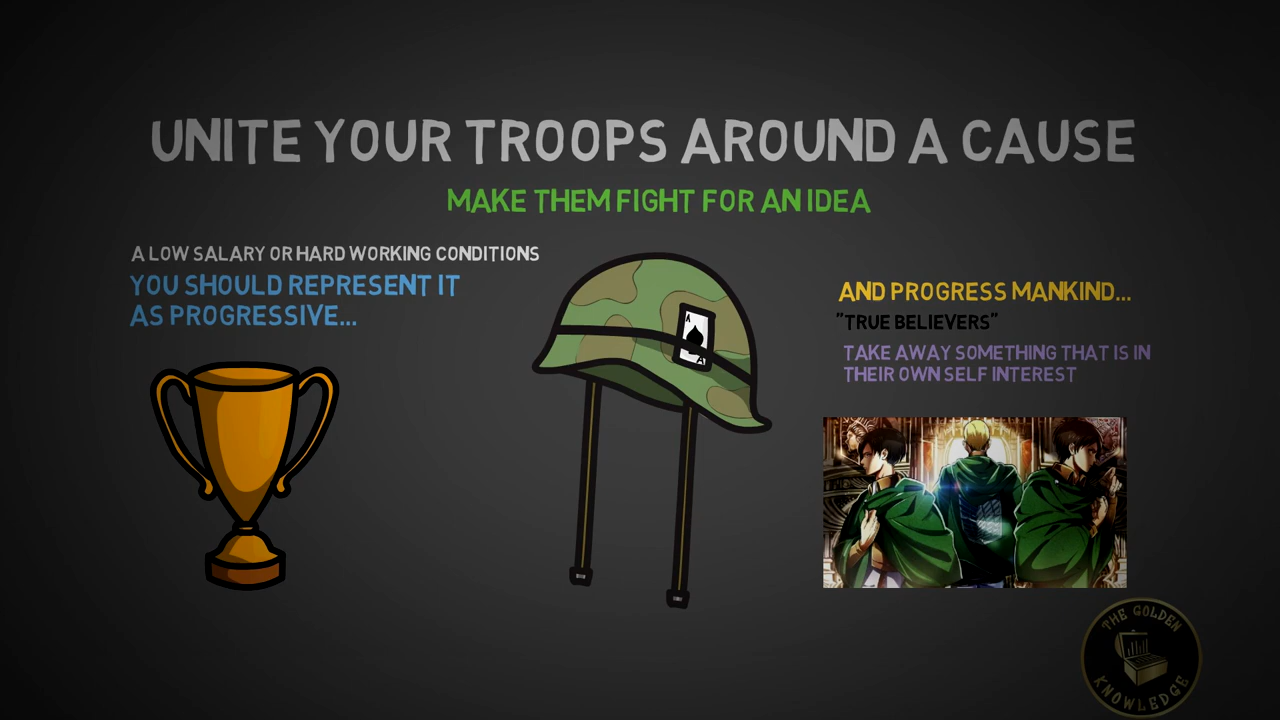 UNITE YOUR TROOPS AROUND A CAUSE
MAKE THEM FIGHT FOR AN IDEA
A LOW SALARY OR HARD WORKING CONDITIONS
YOU SHOULD REPRESENT IT
AS PROGRESSIVE...
AND PROGRESS MANKIND...
"TRUE BELIEVERS"
TAKE AWAY SOMETHING THAT IS IN
THEIR OWN SELF INTEREST
A
A
THE GOLDEN
KNOWLEDGE